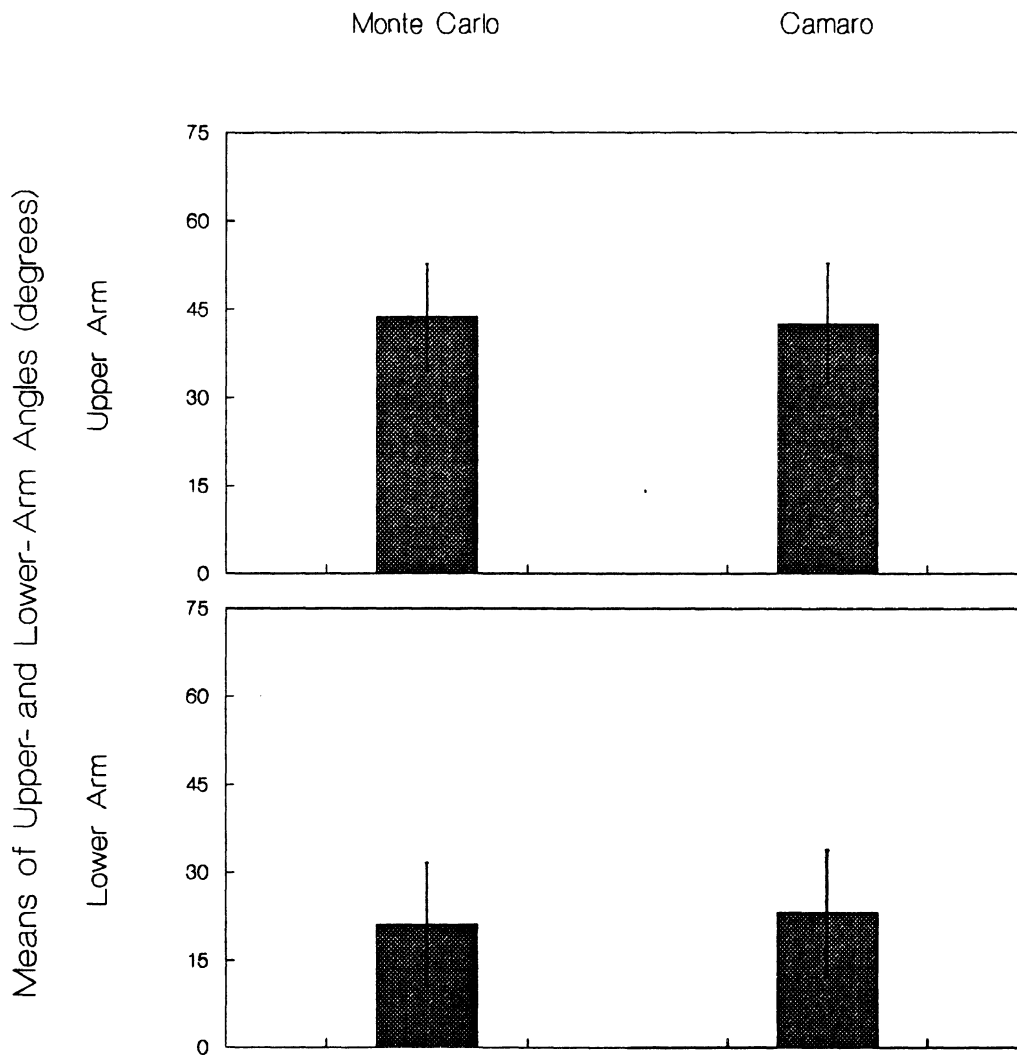 Monte Carlo
Camaro
Means of Upper- and Lower-Arm Angles (degrees)
Upper Arm
75
60
45
30
15
0
Lower Arm
75
60
45
30
15
0